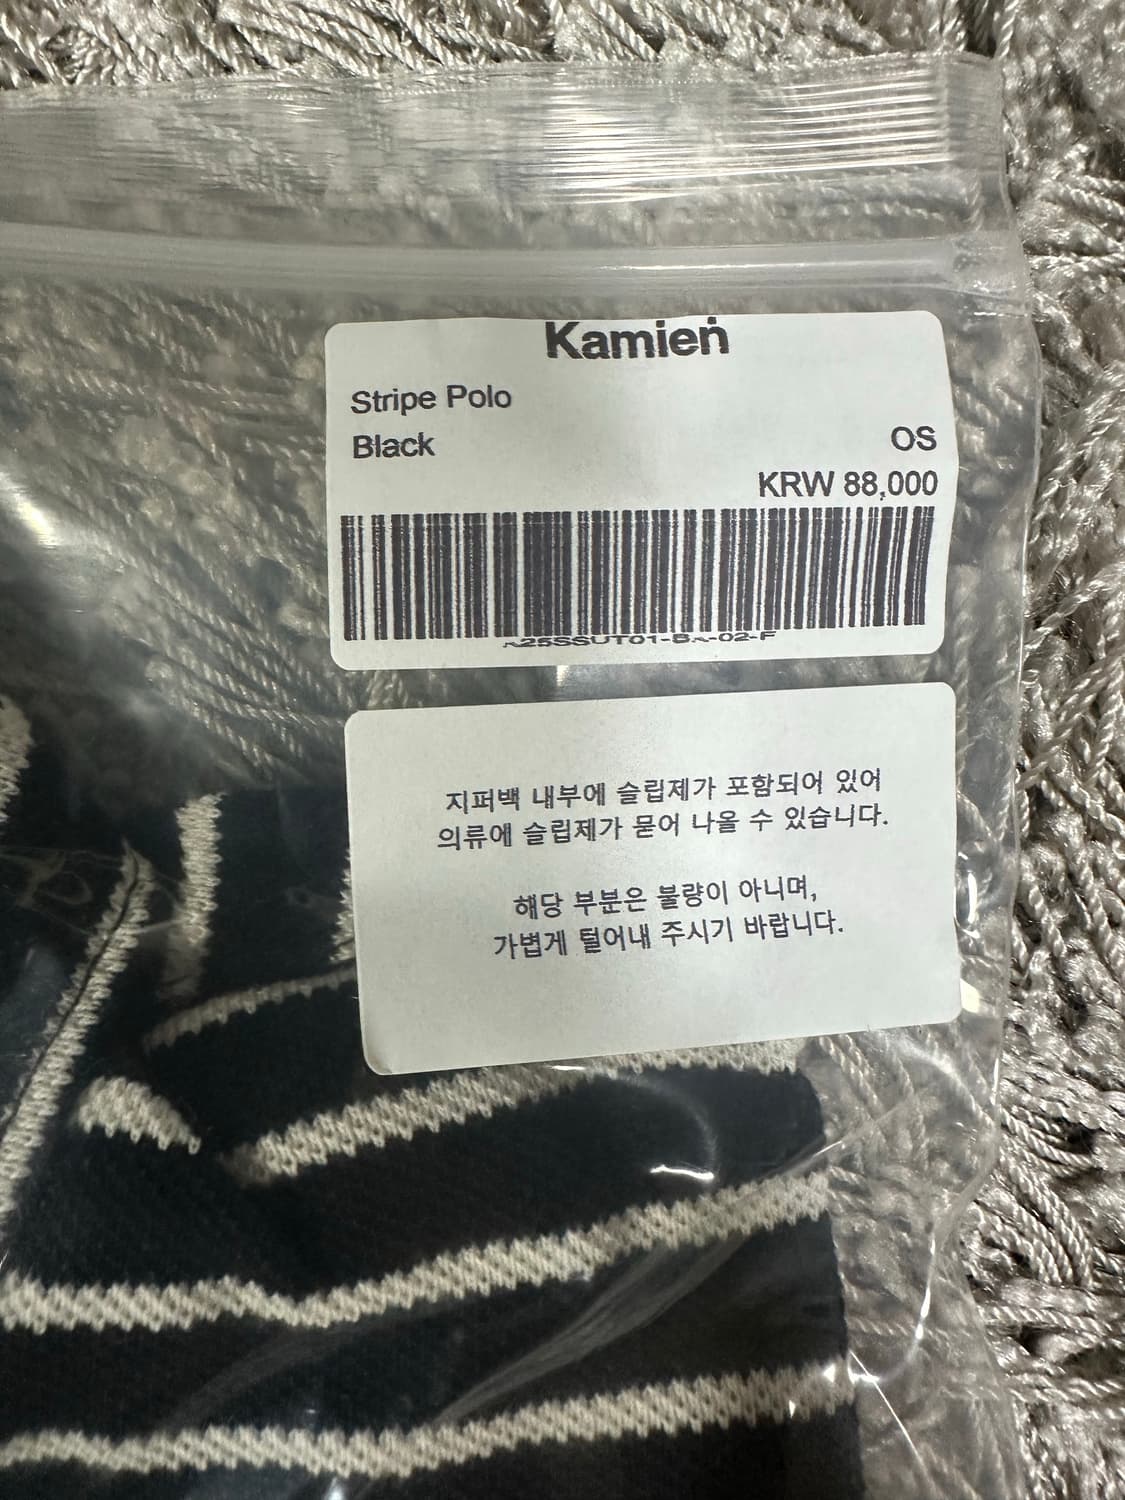 Kamień
Stripe Polo
Black
OS
KRW 88,000
A25SSUT01-BA-02-F
지퍼백 내부에 슬립제가 포함되어 있어
의류에 슬립제가 묻어 나올 수 있습니다.
해당 부분은 불량이 아니며,
가볍게 털어내 주시기 바랍니다.